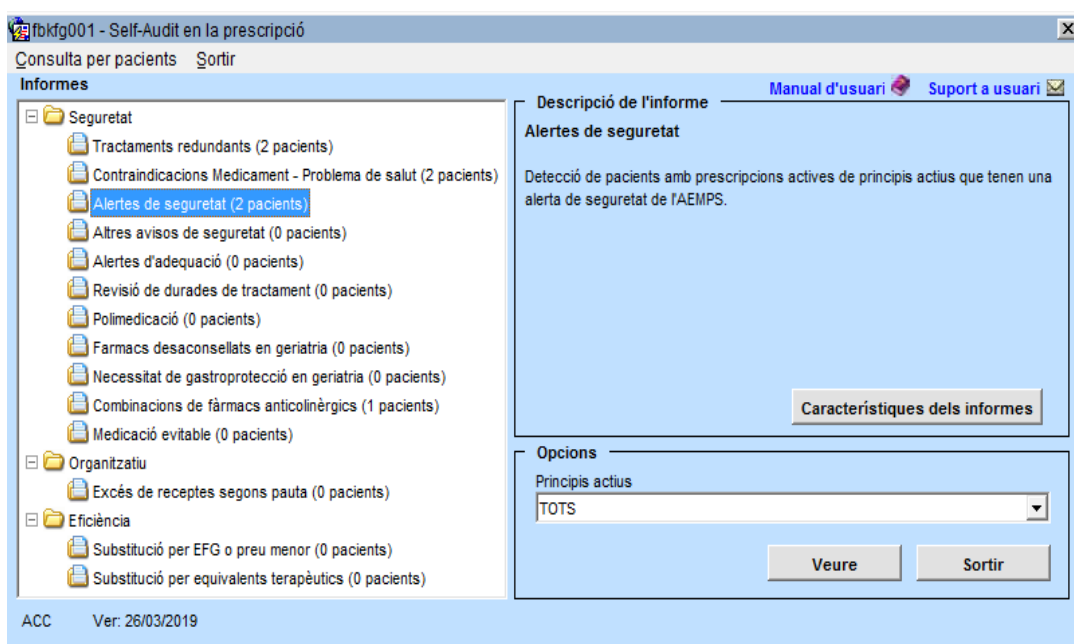 fbkfg001 - Self-Audit en la prescripció
Consulta per pacients Sortir
Informes
Manual d'usuari Suport a usuari
Seguretat
Tractaments redundants (2 pacients)
Contraindicacions Medicament - Problema de salut (2 pacients)
Alertes de seguretat (2 pacients)
Altres avisos de seguretat (0 pacients)
Alertes d'adequació (0 pacients)
Revisió de durades de tractament (0 pacients)
Polimedicació (0 pacients)
Farmacs desaconsellats en geriatria (0 pacients)
Necessitat de gastroprotecció en geriatria (0 pacients)
Combinacions de fàrmacs anticolinèrgics (1 pacients)
Medicació evitable (0 pacients)
Organitzatiu
Excés de receptes segons pauta (0 pacients)
Eficiència
Substitució per EFG o preu menor (0 pacients)
Substitució per equivalents terapèutics (0 pacients)
Descripció de l'informe
Alertes de seguretat
Detecció de pacients amb prescripcions actives de principis actius que tenen una
alerta de seguretat de l'AEMPS.
Característiques dels informes
Opcions
Principis actius
TOTS
Veure Sortir
ACC Ver: 26/03/2019